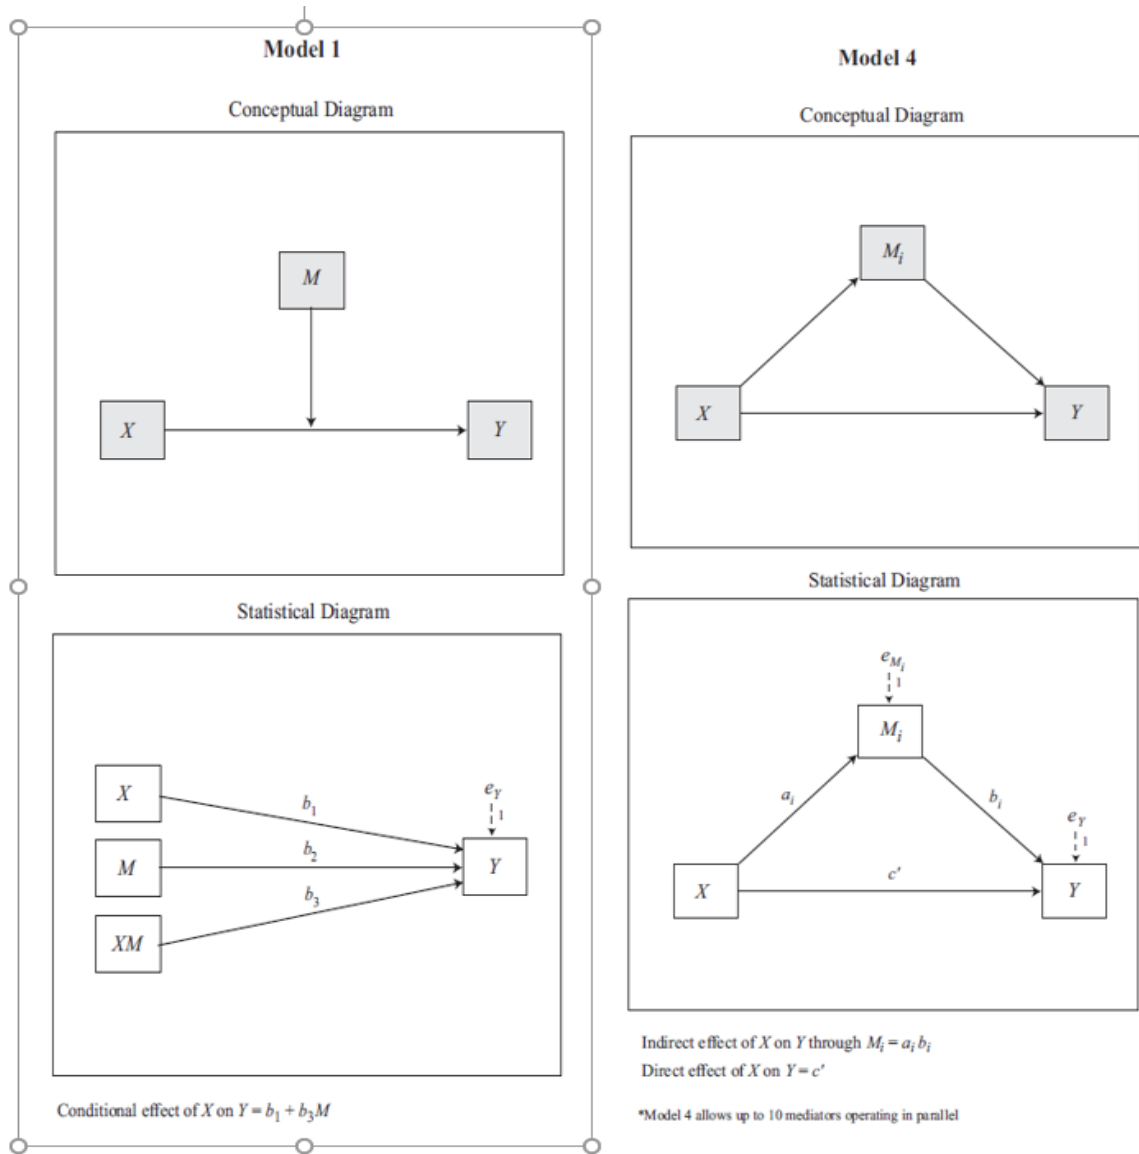 Model 1
Conceptual Diagram
M
X
Y
Statistical Diagram
X
M
XM
b1
b2
b3
eY
1
Y
Conditional effect of X on Y = b1 + b3M
Model 4
Conceptual Diagram
Mi
X
Y
Statistical Diagram
eMi
1
Mi
ai
bi
eY
1
X
c'
Y
Indirect effect of X on Y through Mi = ai bi
Direct effect of X on Y = c'
*Model 4 allows up to 10 mediators operating in parallel